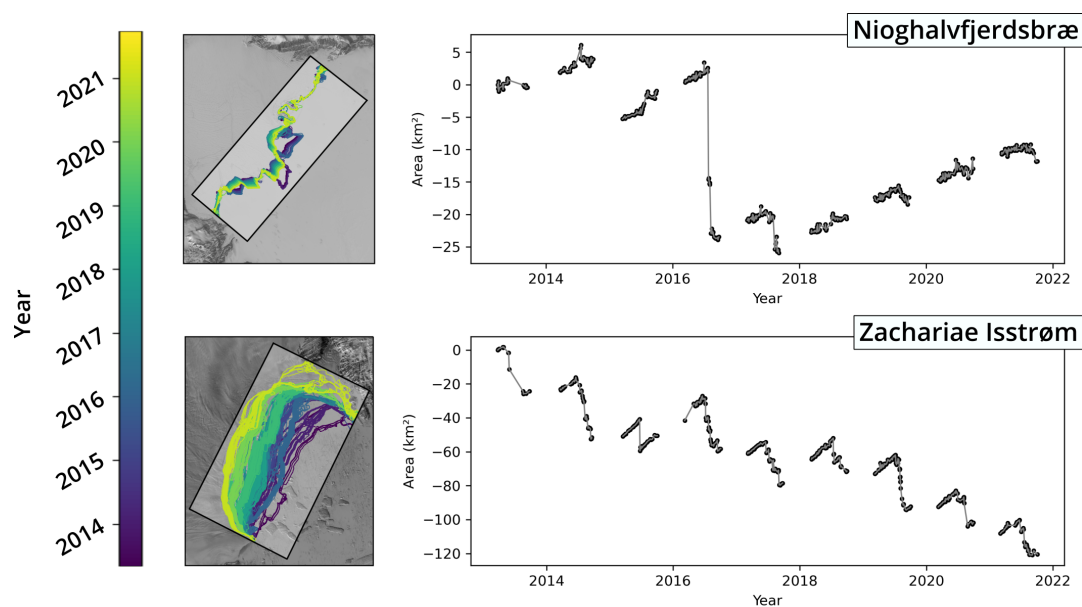 Year
2021
2020
2019
2018
2017
2016
2015
2014
Nioghalvfjerdsbræ
Area (km²)
5
0
−5
−10
−15
−20
−25
2014 2016 2018 2020 2022
Year
Zachariae Isstrøm
Area (km²)
0
−20
−40
−60
−80
−100
−120
2014 2016 2018 2020 2022
Year